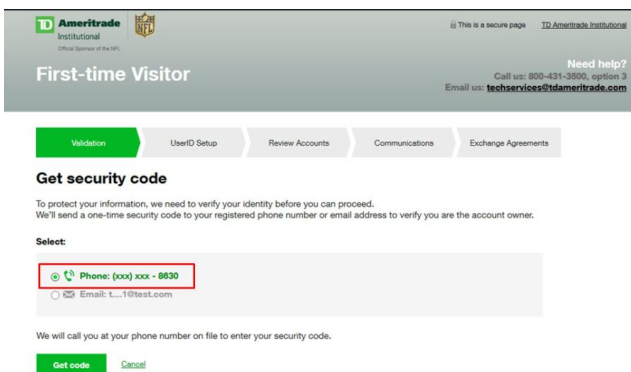 TD Ameritrade
Institutional
Official Sponsor of the NFL
NFL
This is a secure page TD Ameritrade Institutional
First-time Visitor
Need help?
Call us: 800-431-3500, option 3
Email us: techservices@tdameritrade.com
Validation UserID Setup Review Accounts Communications Exchange Agreements
Get security code
To protect your information, we need to verify your identity before you can proceed.
We'll send a one-time security code to your registered phone number or email address to verify you are the account owner.
Select:
Phone: (xxx) xxx - 8630
Email: t....1@test.com
We will call you at your phone number on file to enter your security code.
Get code Cancel